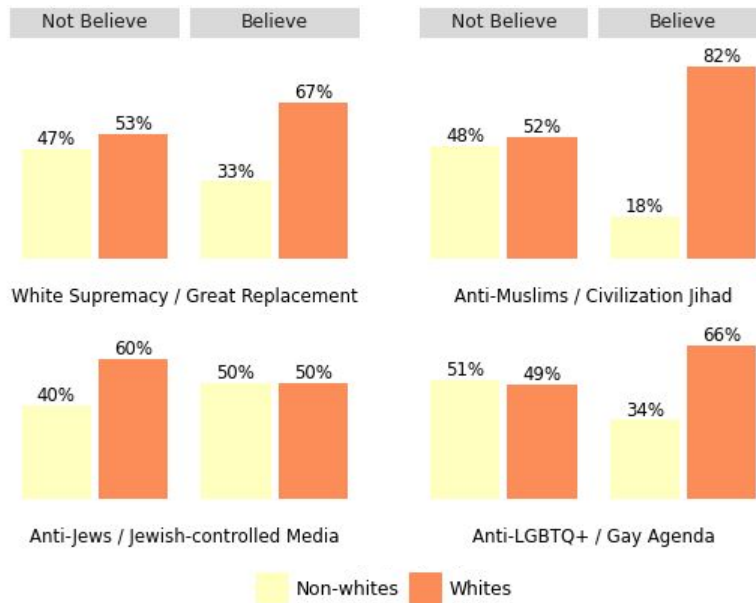 Not Believe Believe Not Believe Believe
82%
67%
47% 53% 48% 52%
33%
18%
White Supremacy / Great Replacement Anti-Muslims / Civilization Jihad
60% 66%
40% 50% 50% 51% 49%
34%
Anti-Jews / Jewish-controlled Media Anti-LGBTQ+ / Gay Agenda
Non-whites Whites